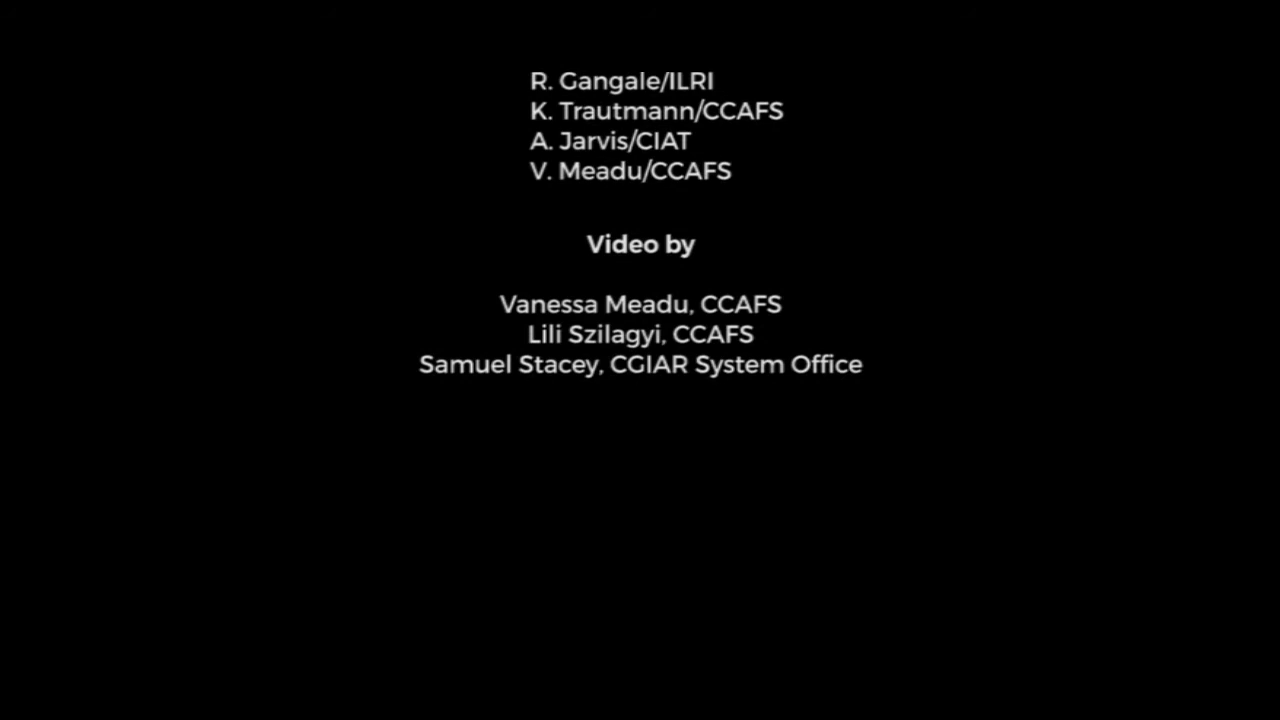 R. Gangale/ILRI
K. Trautmann/CCAFS
A. Jarvis/CIAT
V. Meadu/CCAFS
Video by
Vanessa Meadu, CCAFS
Lili Szilagyi, CCAFS
Samuel Stacey, CGIAR System Office